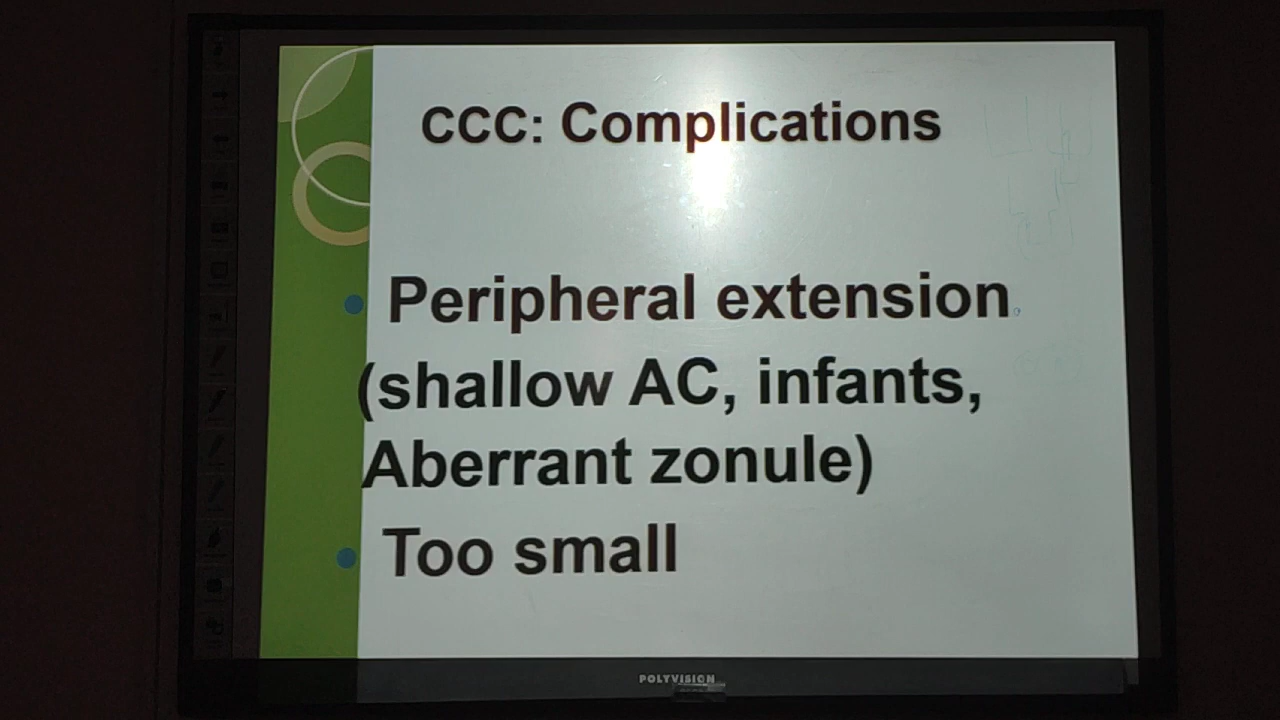 CCC: Complications
Peripheral extension
(shallow AC, infants,
Aberrant zonule)
Too small
POLYVISION